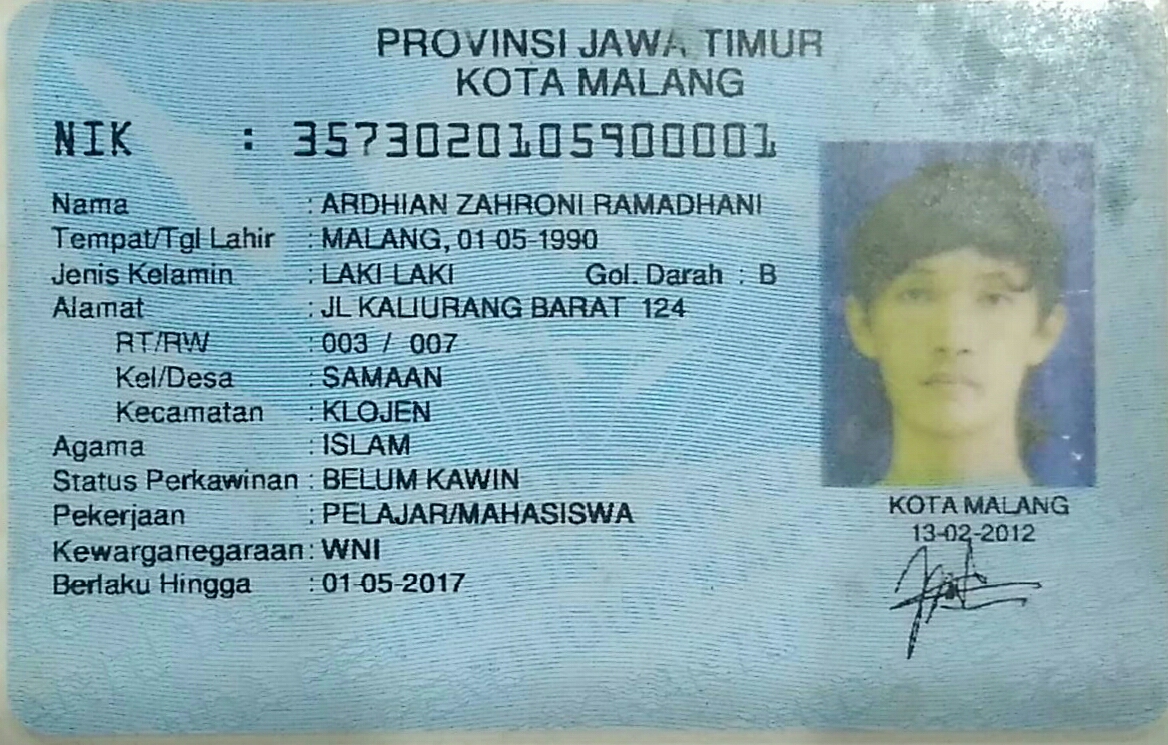 PROVINSI JAWA TIMUR
KOTA MALANG
NIK : 3573020105900001
Nama : ARDHIAN ZAHRONI RAMADHANI
Tempat/Tgl Lahir : MALANG, 01-05-1990
Jenis Kelamin : LAKI LAKI Gol. Darah : B
Alamat : JL KALIURANG BARAT 124
RT/RW : 003 / 007
Kel/Desa : SAMAAN
Kecamatan : KLOJEN
Agama : ISLAM
Status Perkawinan : BELUM KAWIN
Pekerjaan : PELAJAR/MAHASISWA
Kewarganegaraan : WNI
Berlaku Hingga : 01-05-2017
KOTA MALANG
13-02-2012